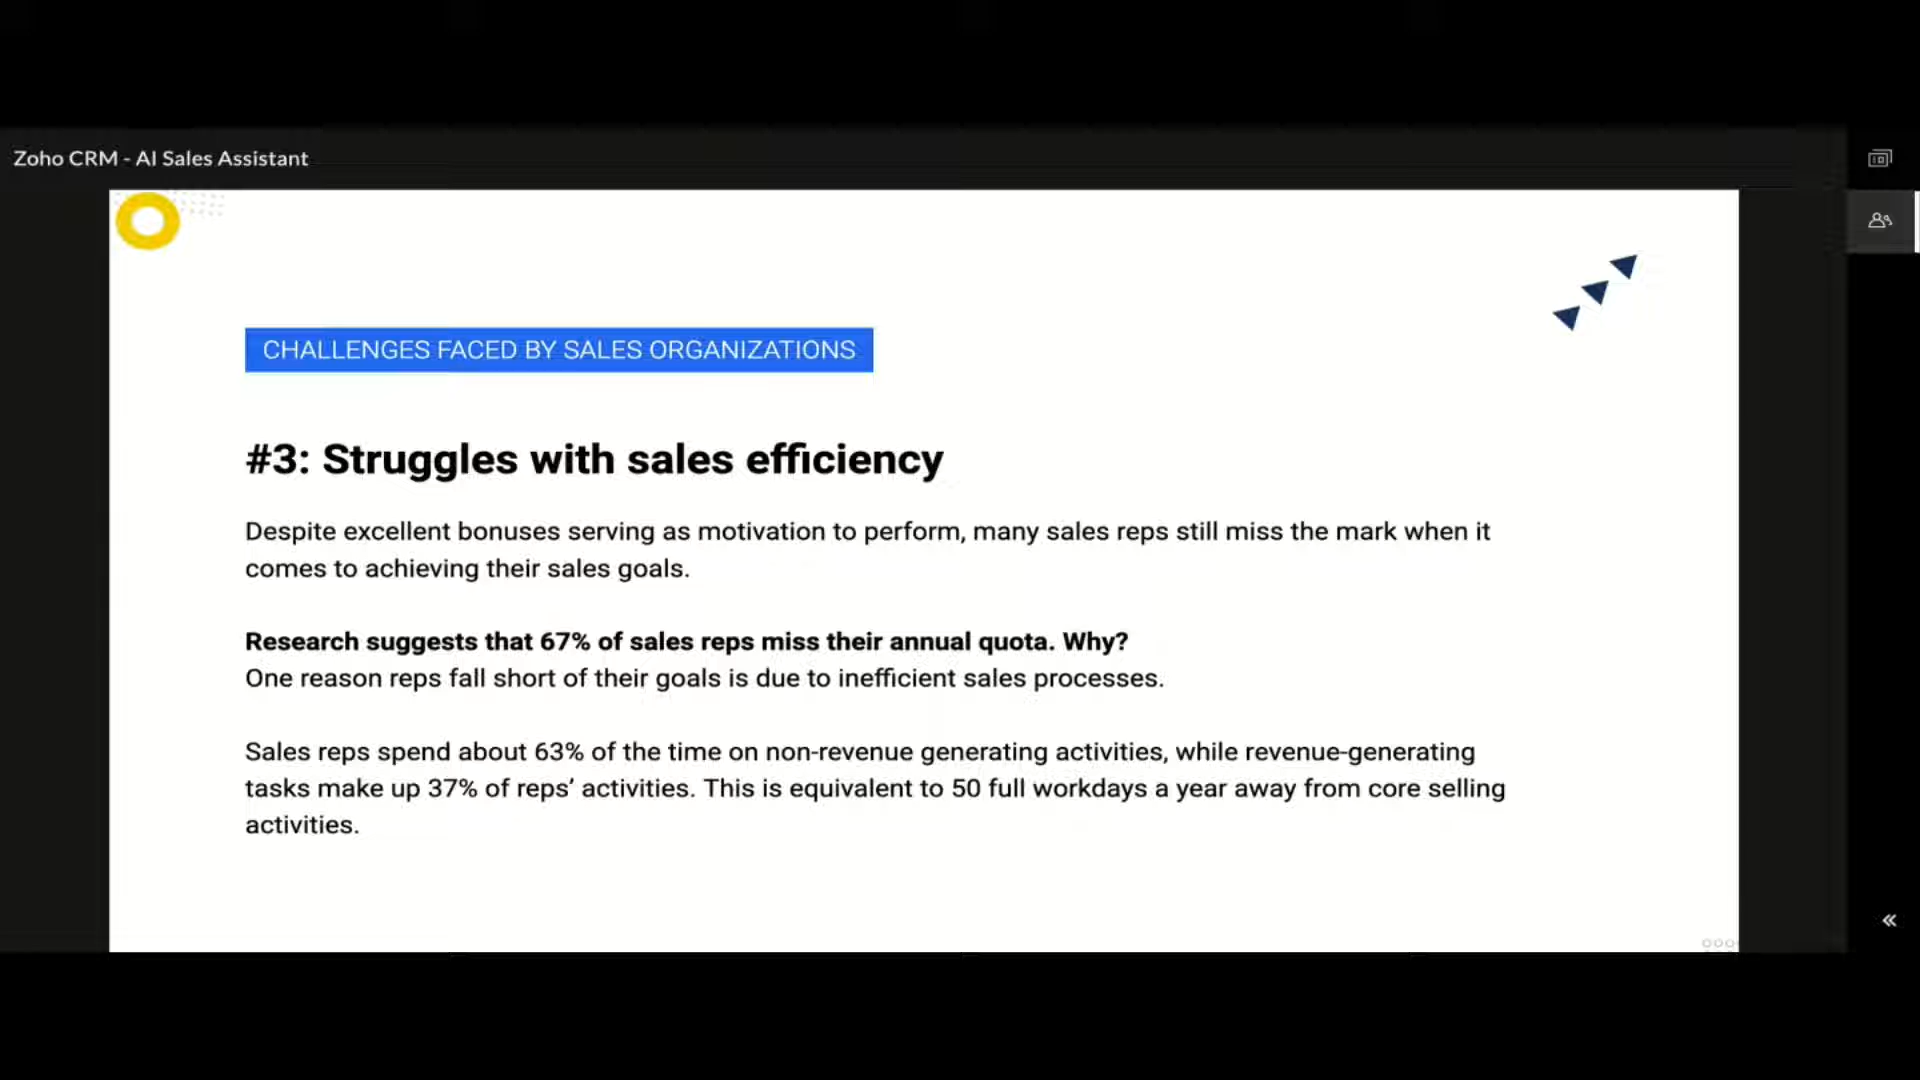 Zoho CRM - AI Sales Assistant
CHALLENGES FACED BY SALES ORGANIZATIONS
#3: Struggles with sales efficiency
Despite excellent bonuses serving as motivation to perform, many sales reps still miss the mark when it
comes to achieving their sales goals.
Research suggests that 67% of sales reps miss their annual quota. Why?
One reason reps fall short of their goals is due to inefficient sales processes.
Sales reps spend about 63% of the time on non-revenue generating activities, while revenue-generating
tasks make up 37% of reps’ activities. This is equivalent to 50 full workdays a year away from core selling
activities.